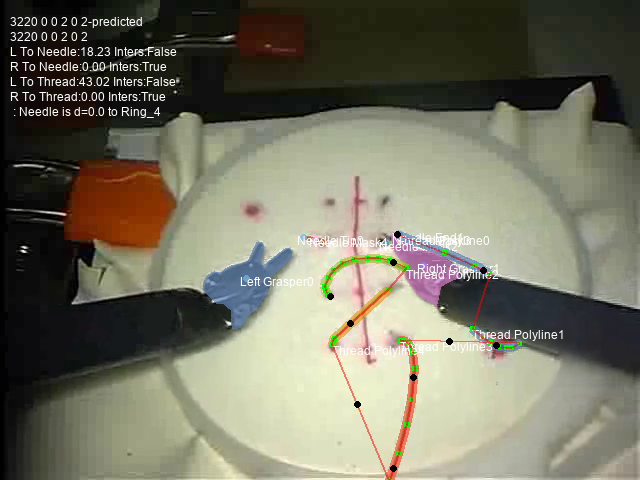 3220 0 0 2 0 2-predicted
3220 0 0 2 0 2
L To Needle:18.23 Inters:False
R To Needle:0.00 Inters:True
L To Thread:43.02 Inters:False
R To Thread:0.00 Inters:True
: Needle is d=0.0 to Ring_4
Left Grasper0
Right Grasper1
Thread Polyline2
Thread Polyline1
Thread Polyline